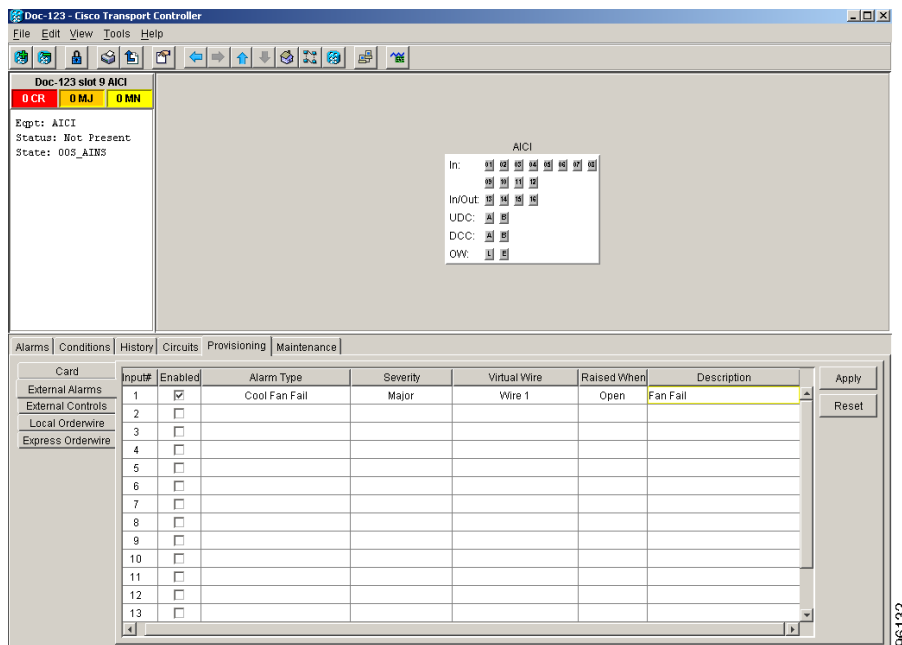 Doc-123 - Cisco Transport Controller
File Edit View Tools Help
Doc-123 slot 9 AICI
0 CR 0 MJ 0 MN
Eqpt: AICI
Status: Not Present
State: OOS_AINS
AICI
In: 01 02 03 04 05 06 07 08
09 10 11 12
In/Out: 13 14 15 16
UDC: A B
DCC: A B
OW: L E
Alarms Conditions History Circuits Provisioning Maintenance
Card
External Alarms
External Controls
Local Orderwire
Express Orderwire
Input# Enabled Alarm Type Severity Virtual Wire Raised When Description
1 Cool Fan Fail Major Wire 1 Open Fan Fail
2
3
4
5
6
7
8
9
10
11
12
13
Apply
Reset
96132